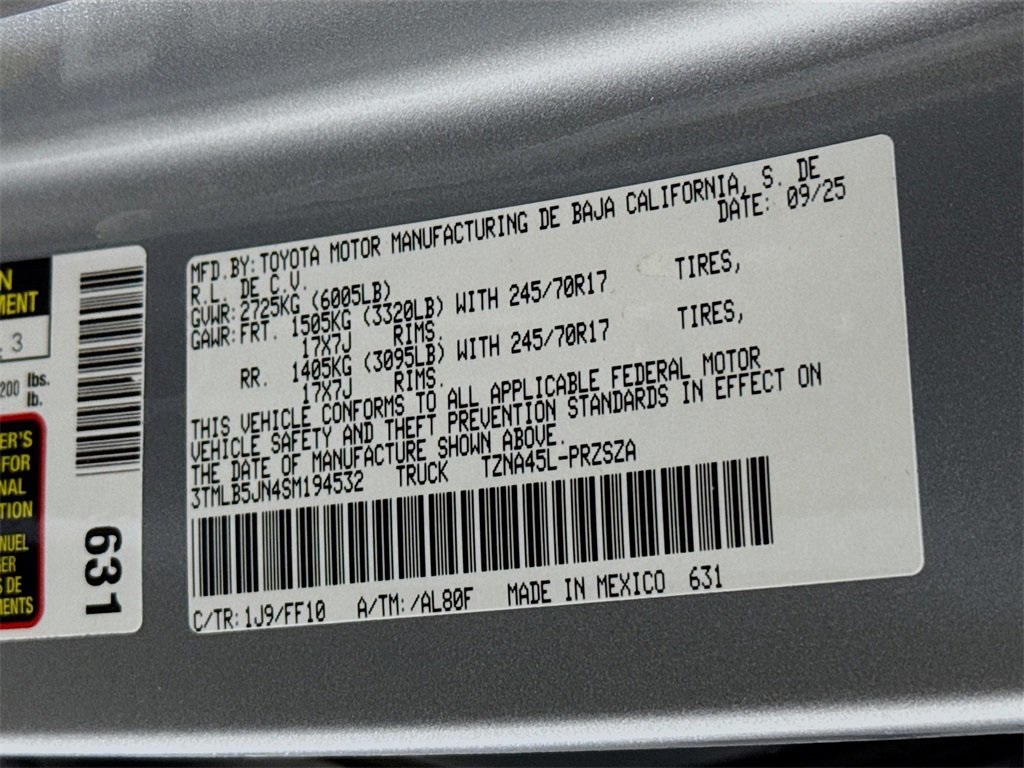 MFD.BY:TOYOTA MOTOR MANUFACTURING DE BAJA CALIFORNIA, S. DE
R.L. DE C.V. DATE: 09/25
GVWR:2725KG (6005LB)
GAWR:FRT. 1505KG (3320LB) WITH 245/70R17 TIRES,
17X7J RIMS.
RR. 1405KG (3095LB) WITH 245/70R17 TIRES,
17X7J RIMS.
THIS VEHICLE CONFORMS TO ALL APPLICABLE FEDERAL MOTOR
VEHICLE SAFETY AND THEFT PREVENTION STANDARDS IN EFFECT ON
THE DATE OF MANUFACTURE SHOWN ABOVE.
3TMLB5JN4SM194532 TRUCK TZNA45L-PRZSZA
C/TR:1J9/FF10 A/TM:/AL80F MADE IN MEXICO 631
3
200 lbs.
lb.
631